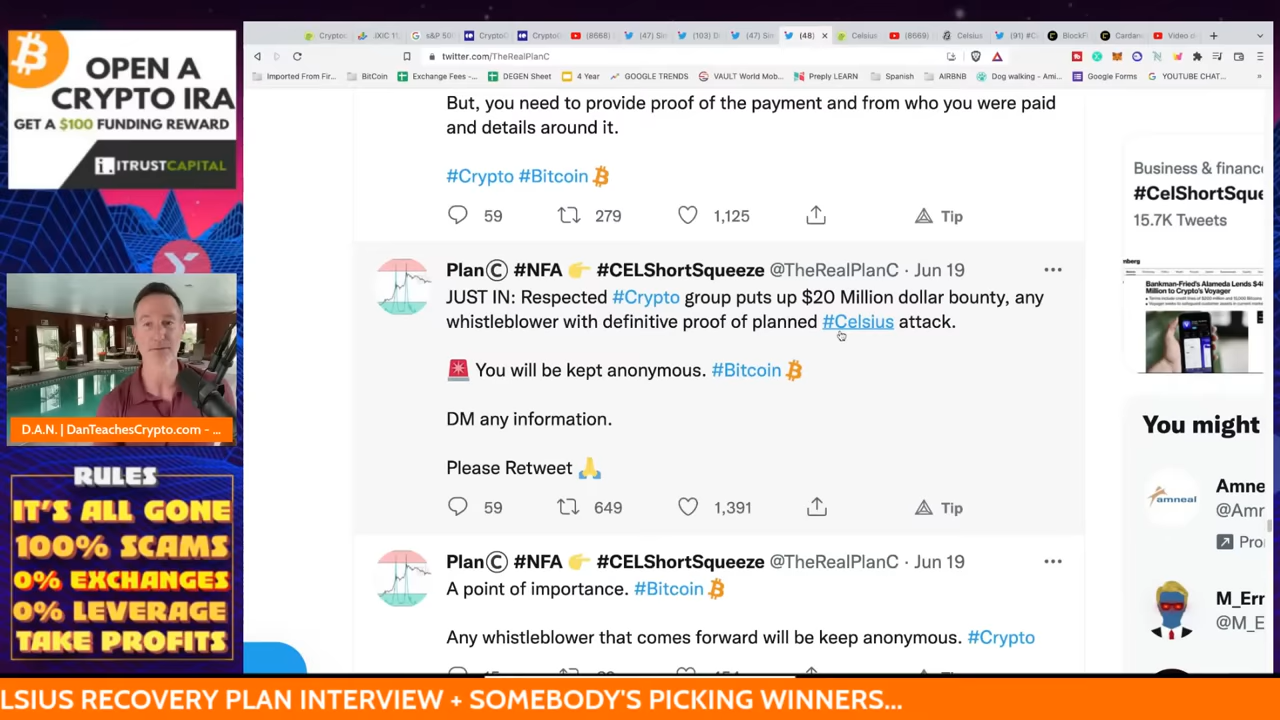 OPEN A
CRYPTO IRA
GET A $100 FUNDING REWARD
ITRUSTCAPITAL
D.A.N. | DanTeachesCrypto.com - ...
RULES
IT'S ALL GONE
100% SCAMS
0% EXCHANGES
0% LEVERAGE
TAKE PROFITS
Crypto
.IXIC 1
S&P 50
Crypto
Crypto
(8668)
(47) Sin
(103) D
(47) Sin
(48)
Celsius
(8669)
Celsius
(91) #C
BlockFi
Cardan
Video d
twitter.com/TheRealPlanC
Imported From Fir...
BitCoin
Exchange Fees -...
DEGEN Sheet
4 Year
GOOGLE TRENDS
VAULT World Mob...
Preply LEARN
Spanish
AIRBNB
Dog walking - Ami...
Google Forms
YOUTUBE CHAT...
But, you need to provide proof of the payment and from who you were paid
and details around it.
#Crypto #Bitcoin
59 279 1,125 Tip
Plan© #NFA 👉 #CELShortSqueeze @TheRealPlanC · Jun 19
JUST IN: Respected #Crypto group puts up $20 Million dollar bounty, any
whistleblower with definitive proof of planned #Celsius attack.
🚨 You will be kept anonymous. #Bitcoin
DM any information.
Please Retweet 🙏
59 649 1,391 Tip
Plan© #NFA 👉 #CELShortSqueeze @TheRealPlanC · Jun 19
A point of importance. #Bitcoin
Any whistleblower that comes forward will be keep anonymous. #Crypto
Tip
Business & finance
#CelShortSque
15.7K Tweets
mberg
Bankman-Fried's Alameda Lends $48
Million to Crypto's Voyager
You might
amneal
Amne
@Amr
Pro
M_Err
@M_E
LSIUS RECOVERY PLAN INTERVIEW + SOMEBODY'S PICKING WINNERS...